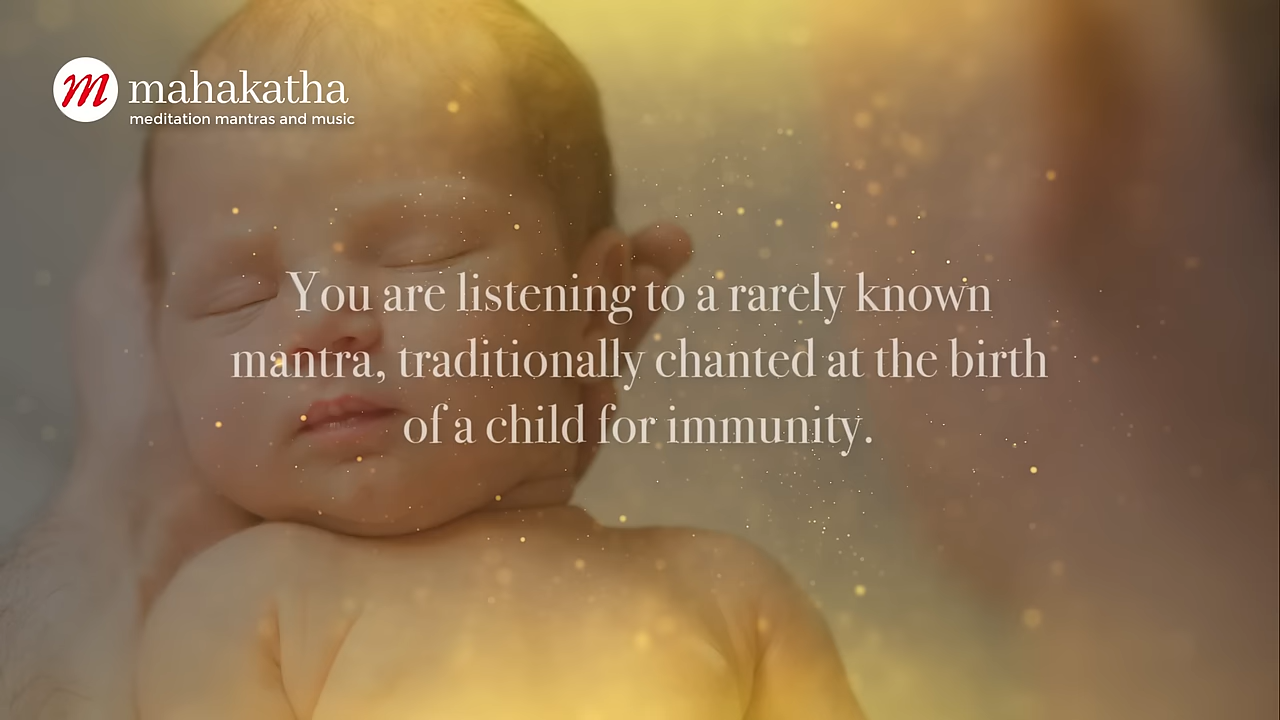 m mahakatha
meditation mantras and music
You are listening to a rarely known
mantra, traditionally chanted at the birth
of a child for immunity.